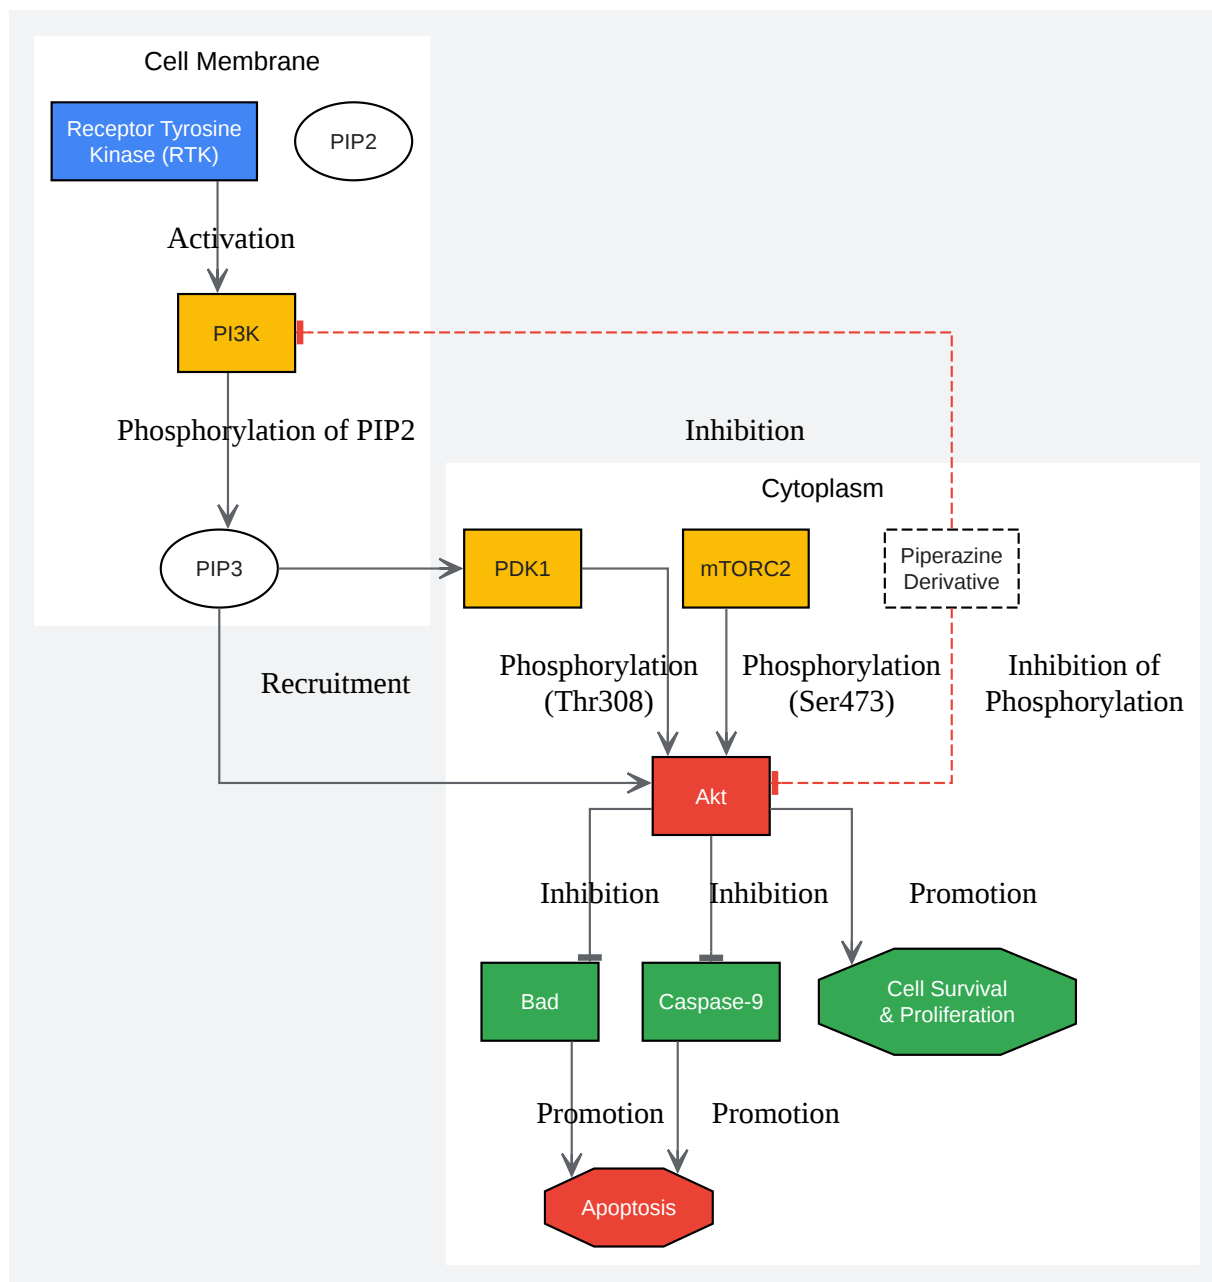 Cell Membrane
Receptor Tyrosine
Kinase (RTK)
PIP2
Activation
PI3K
Phosphorylation of PIP2
Inhibition
Cytoplasm
PIP3
PDK1
mTORC2
Piperazine
Derivative
Recruitment
Phosphorylation
(Thr308)
Phosphorylation
(Ser473)
Inhibition of
Phosphorylation
Akt
Inhibition
Inhibition
Promotion
Bad
Caspase-9
Cell Survival
& Proliferation
Promotion
Promotion
Apoptosis